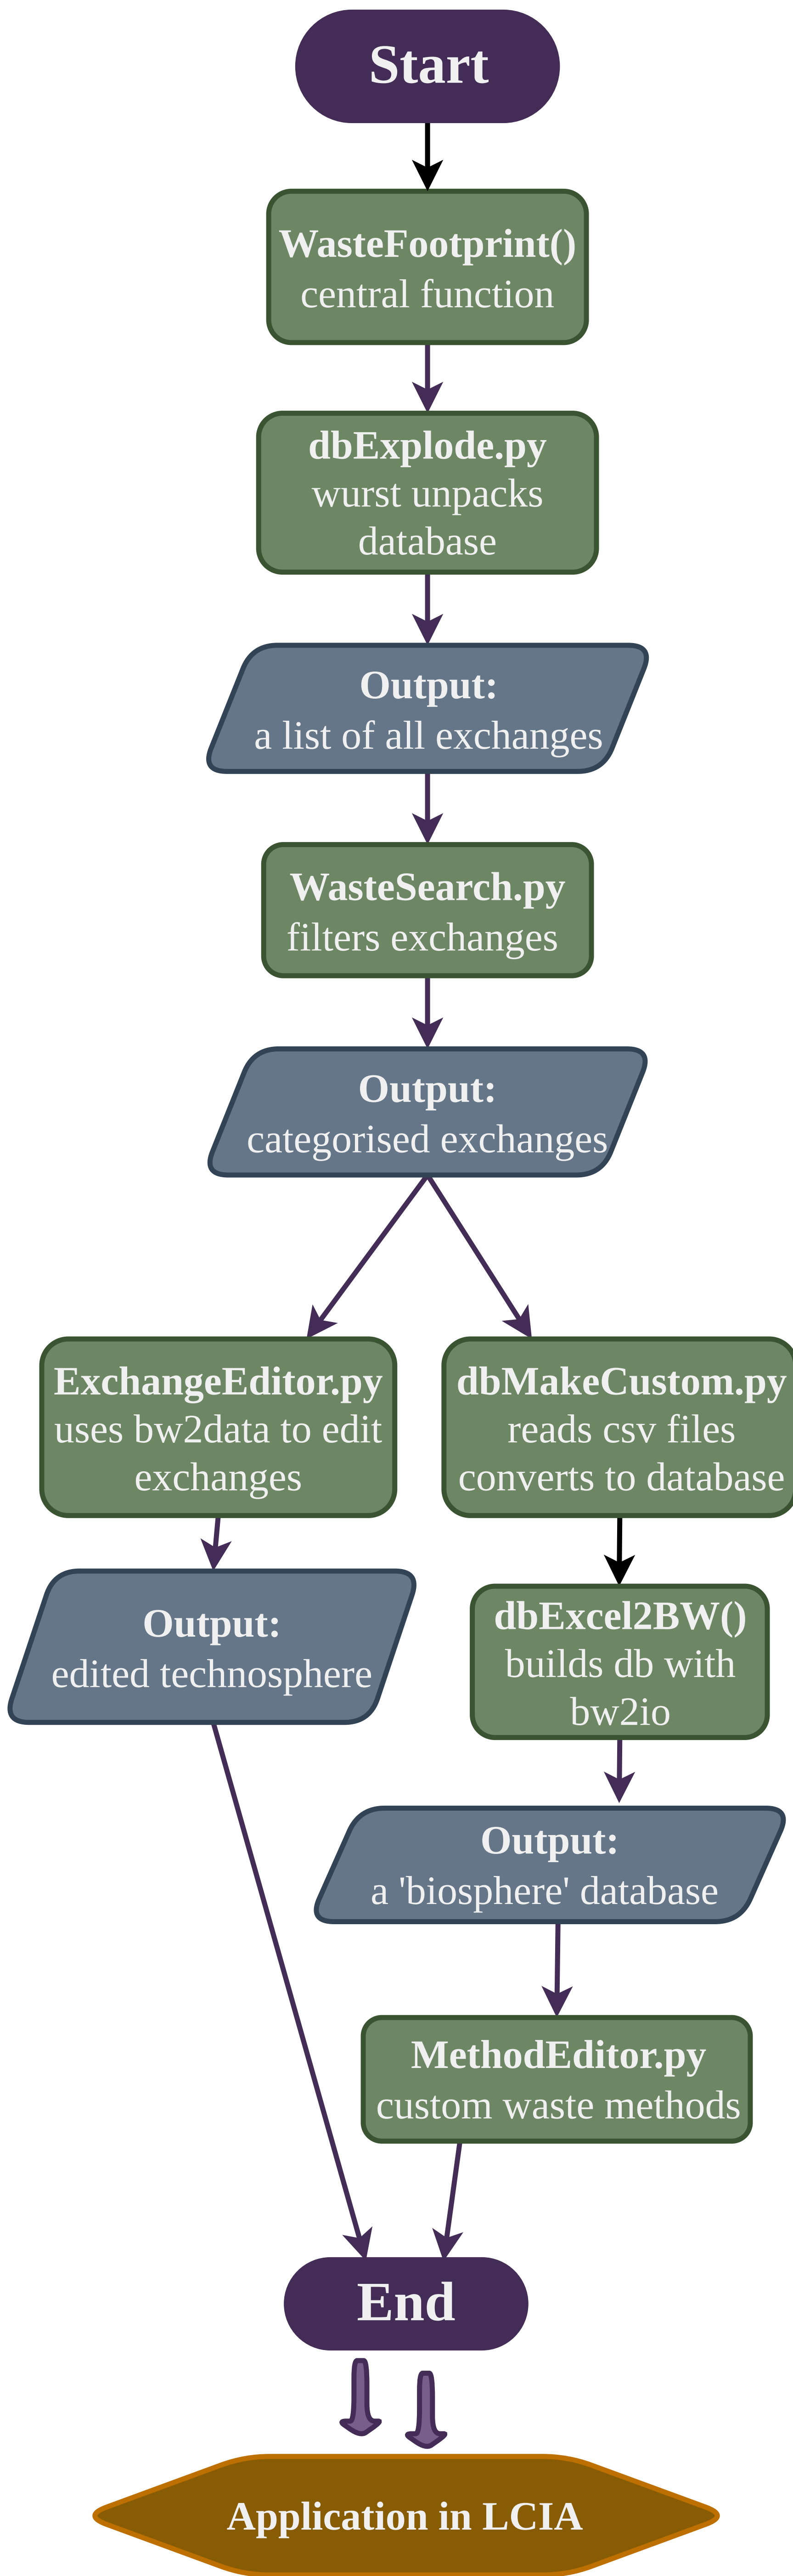 Start
WasteFootprint()
central function
dbExplode.py
wurst unpacks
database
Output:
a list of all exchanges
WasteSearch.py
filters exchanges
Output:
categorised exchanges
ExchangeEditor.py
uses bw2data to edit
exchanges
dbMakeCustom.py
reads csv files
converts to database
Output:
edited technosphere
dbExcel2BW()
builds db with
bw2io
Output:
a 'biosphere' database
MethodEditor.py
custom waste methods
End
Application in LCIA